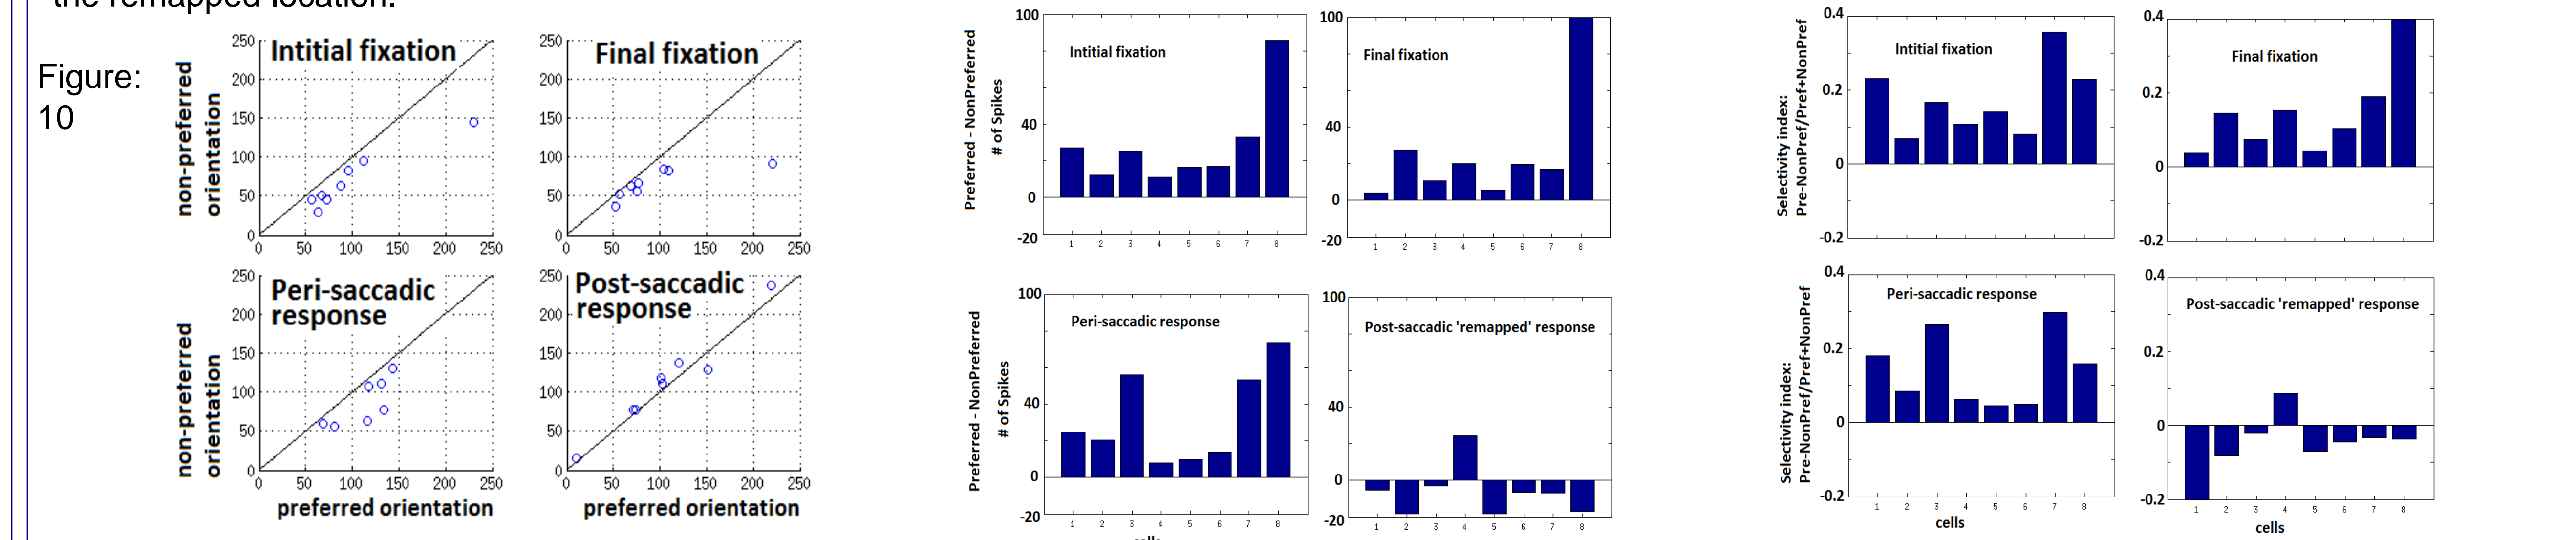 the remapped location.
Figure:
10
Intitial fixation
250
200
150
100
50
0
0 50 100 150 200 250
non-preferred
orientation
Final fixation
250
200
150
100
50
0
0 50 100 150 200 250
Peri-saccadic
response
250
200
150
100
50
0
0 50 100 150 200 250
non-preferred
orientation
preferred orientation
Post-saccadic
response
250
200
150
100
50
0
0 50 100 150 200 250
preferred orientation
Preferred - NonPreferred
# of Spikes
100
40
0
-20
Intitial fixation
1 2 3 4 5 6 7 8
100
40
0
-20
Final fixation
1 2 3 4 5 6 7 8
Preferred - NonPreferred
# of Spikes
100
40
0
-20
Peri-saccadic response
1 2 3 4 5 6 7 8
cells
100
40
0
-20
Post-saccadic 'remapped' response
1 2 3 4 5 6 7 8
Selectivity index:
Pre-NonPref/Pref+NonPref
0.4
0.2
0
-0.2
Intitial fixation
0.4
0.2
0
-0.2
Final fixation
Selectivity index:
Pre-NonPref/Pref+NonPref
0.4
0.2
0
-0.2
Peri-saccadic response
1 2 3 4 5 6 7 8
cells
0.4
0.2
0
-0.2
Post-saccadic 'remapped' response
1 2 3 4 5 6 7 8
cells